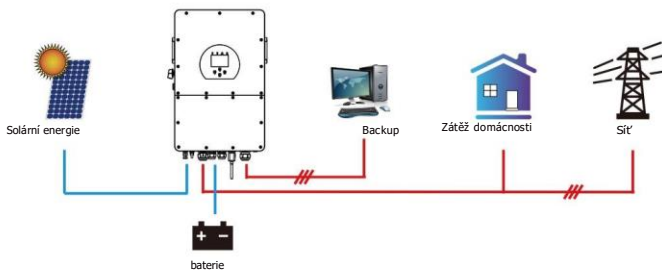 Solární energie
Backup
Zátěž domácnosti
Síť
baterie